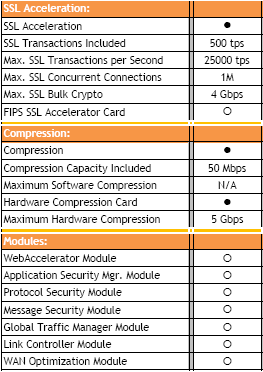 SSL Acceleration:
SSL Acceleration ●
SSL Transactions Included 500 tps
Max. SSL Transactions per Second 25000 tps
Max. SSL Concurrent Connections 1M
Max. SSL Bulk Crypto 4 Gbps
FIPS SSL Accelerator Card ○
Compression:
Compression ●
Compression Capacity Included 50 Mbps
Maximum Software Compression N/A
Hardware Compression Card ●
Maximum Hardware Compression 5 Gbps
Modules:
WebAccelerator Module ○
Application Security Mgr. Module ○
Protocol Security Module ○
Message Security Module ○
Global Traffic Manager Module ○
Link Controller Module ○
WAN Optimization Module ○